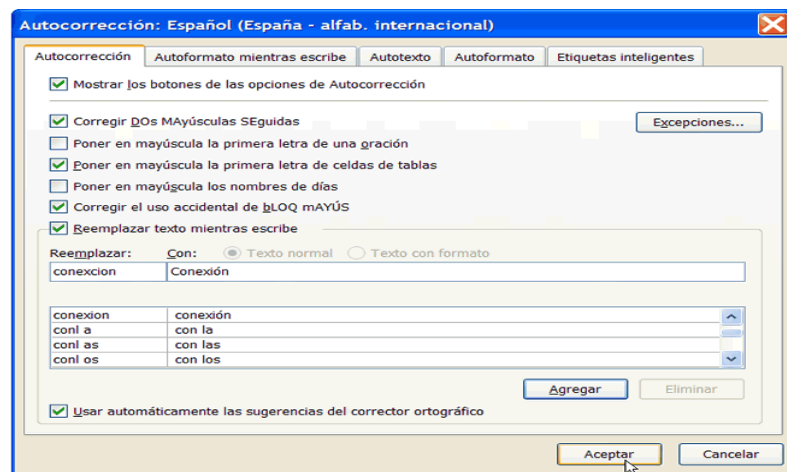 Autocorrección: Español (España - alfab. internacional)
Autocorrección Autoformato mientras escribe Autotexto Autoformato Etiquetas inteligentes
Mostrar los botones de las opciones de Autocorrección
Corregir DOs MAyúsculas SEguidas Excepciones...
Poner en mayúscula la primera letra de una oración
Poner en mayúscula la primera letra de celdas de tablas
Poner en mayúscula los nombres de días
Corregir el uso accidental de bLOQ mAYÚS
Reemplazar texto mientras escribe
Reemplazar: Con: Texto normal Texto con formato
conexcion Conexión
conexion conexión
conl a con la
conl as con las
conl os con los
Agregar Eliminar
Usar automáticamente las sugerencias del corrector ortográfico
Aceptar Cancelar